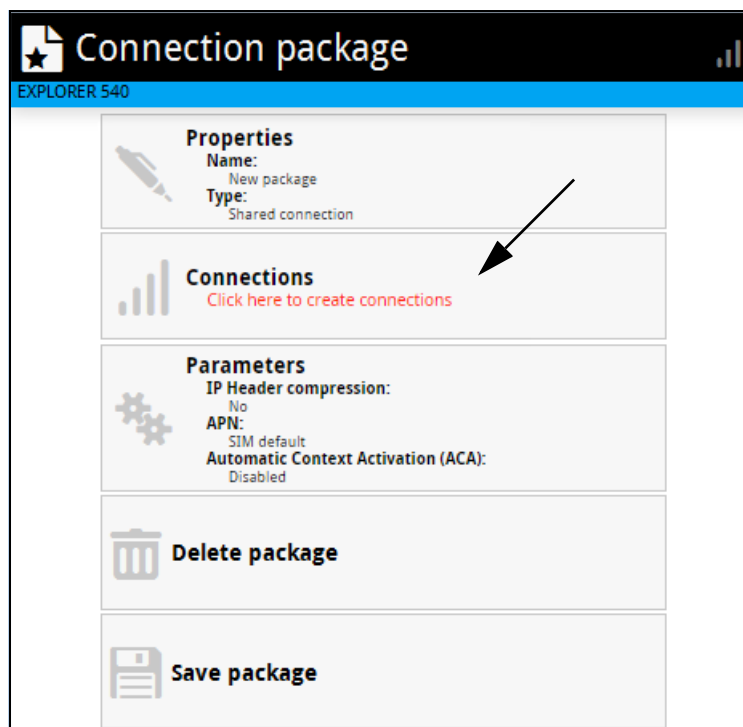 Connection package
EXPLORER 540
Properties
Name:
New package
Type:
Shared connection
Connections
Click here to create connections
Parameters
IP Header compression:
No
APN:
SIM default
Automatic Context Activation (ACA):
Disabled
Delete package
Save package